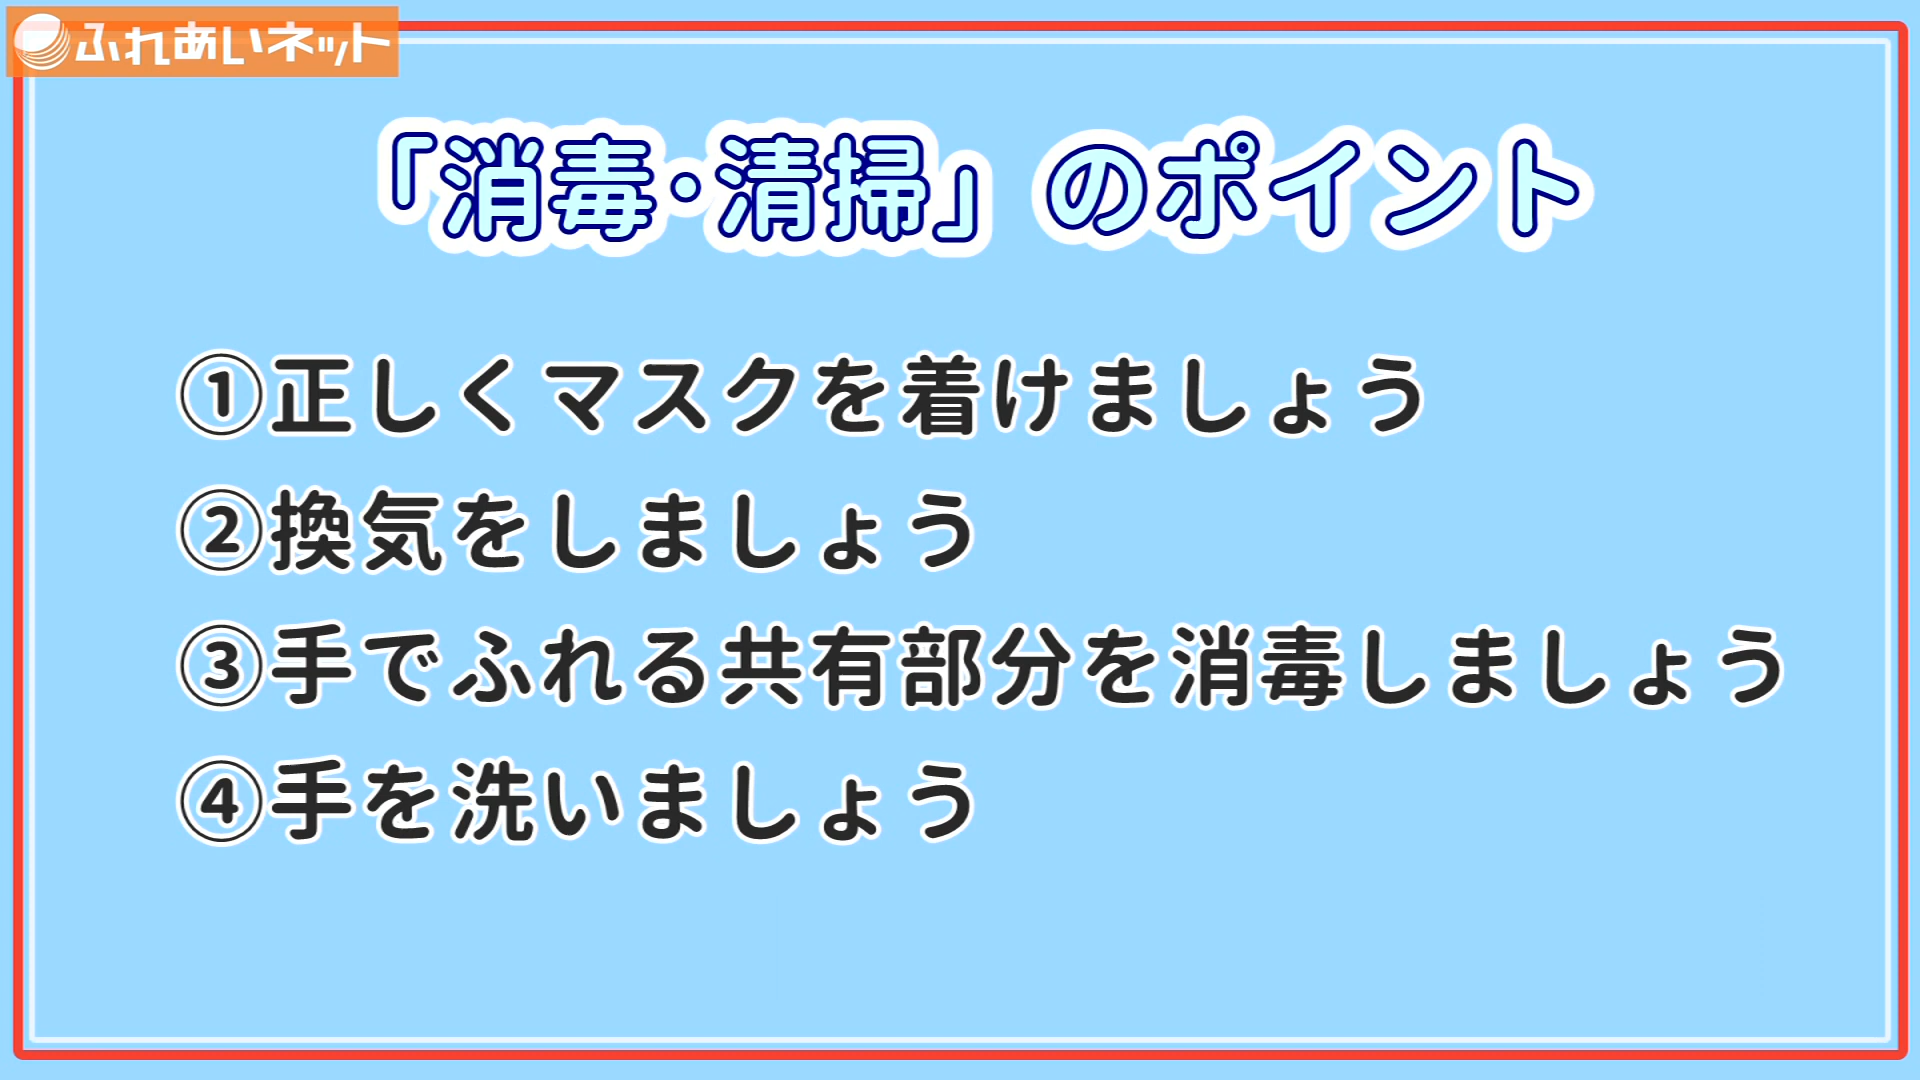 ふれあいネット
「消毒・清掃」のポイント
①正しくマスクを着けましょう
②換気をしましょう
③手でふれる共有部分を消毒しましょう
④手を洗いましょう